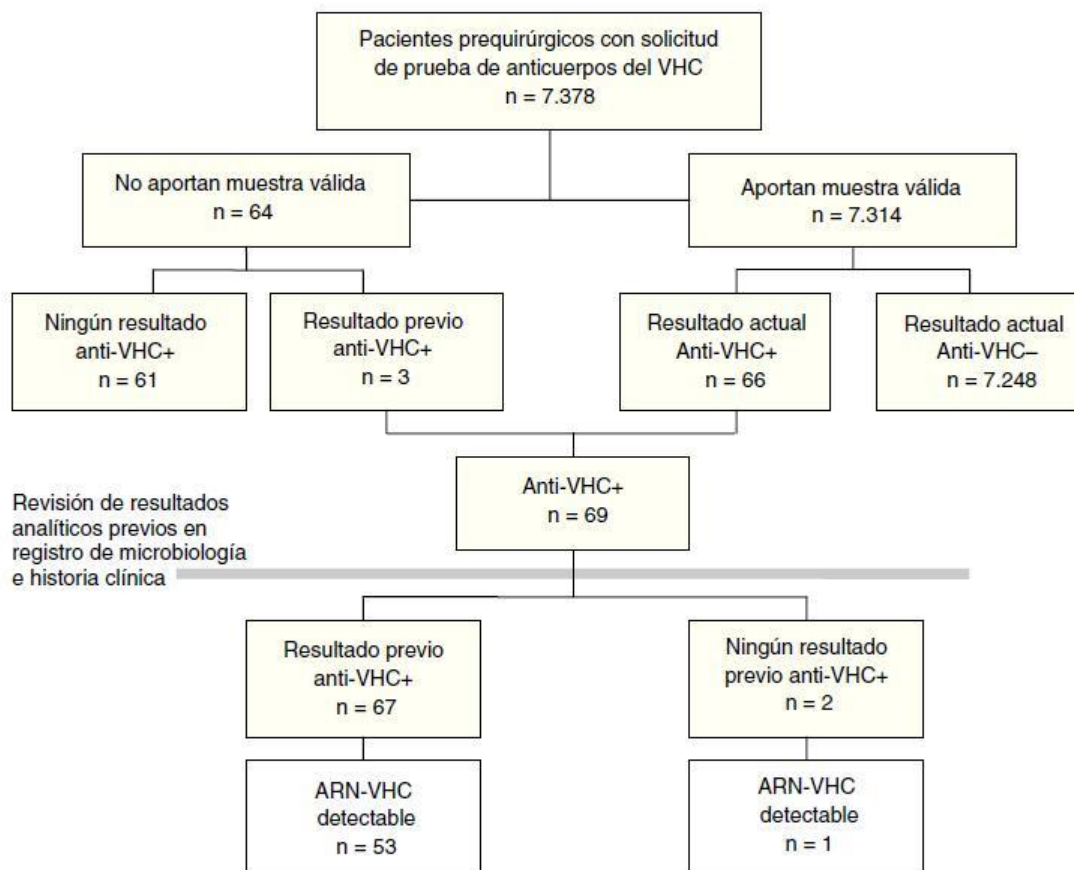 Pacientes prequirúrgicos con solicitud
de prueba de anticuerpos del VHC
n = 7.378
No aportan muestra válida
n = 64
Aportan muestra válida
n = 7.314
Ningún resultado
anti-VHC+
n = 61
Resultado previo
anti-VHC+
n = 3
Resultado actual
Anti-VHC+
n = 66
Resultado actual
Anti-VHC–
n = 7.248
Anti-VHC+
n = 69
Revisión de resultados
analíticos previos en
registro de microbiología
e historia clínica
Resultado previo
anti-VHC+
n = 67
Ningún resultado
previo anti-VHC+
n = 2
ARN-VHC
detectable
n = 53
ARN-VHC
detectable
n = 1